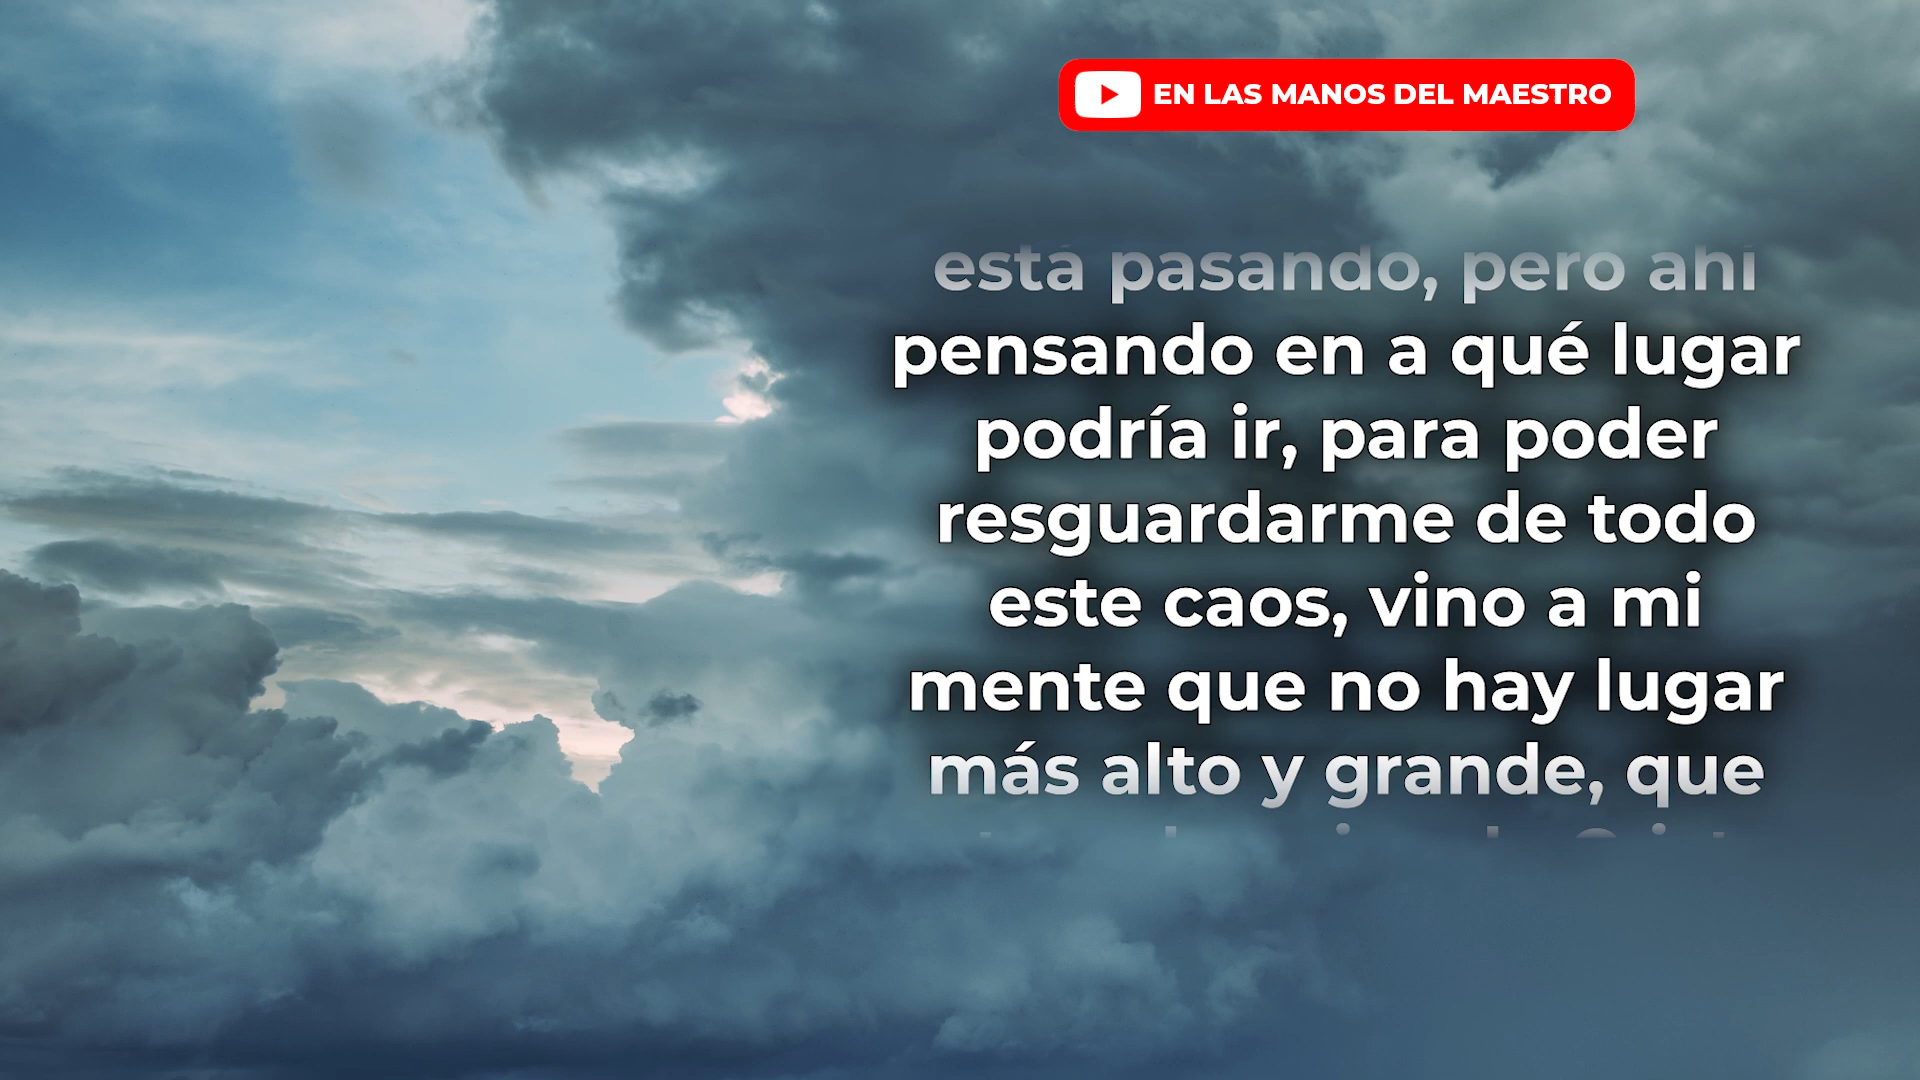 EN LAS MANOS DEL MAESTRO
está pasando, pero ahí
pensando en a qué lugar
podría ir, para poder
resguardarme de todo
este caos, vino a mi
mente que no hay lugar
más alto y grande, que